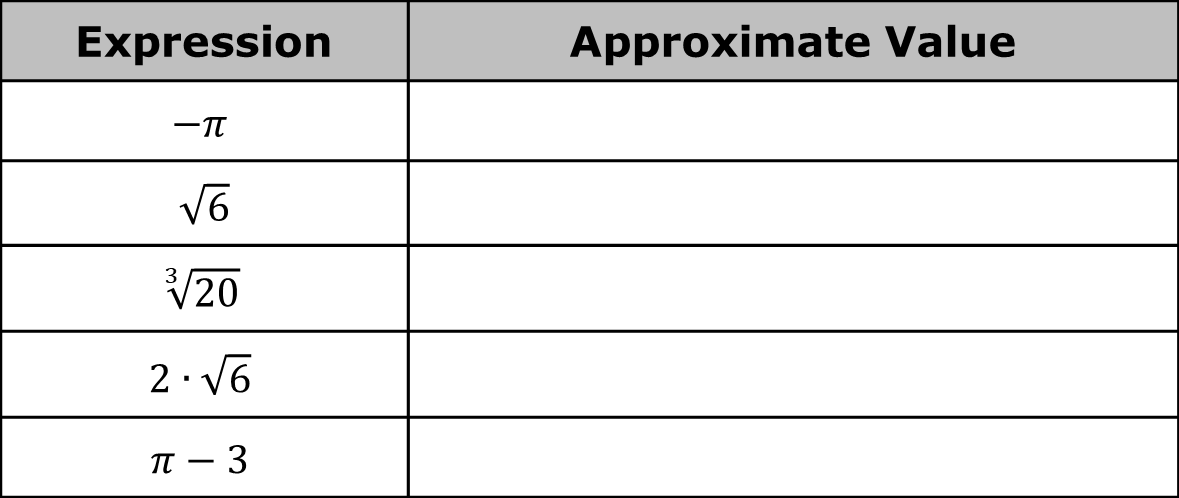 Expression Approximate Value
−π
√6
∛20
2 · √6
π − 3